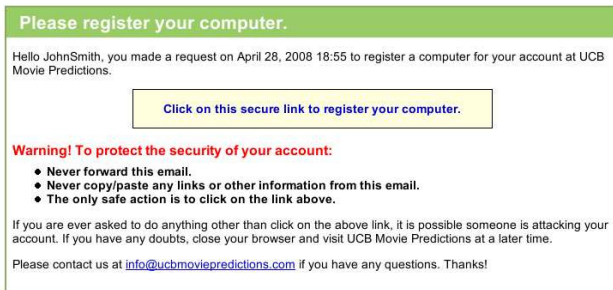 Please register your computer.
Hello JohnSmith, you made a request on April 28, 2008 18:55 to register a computer for your account at UCB
Movie Predictions.
Click on this secure link to register your computer.
Warning! To protect the security of your account:
• Never forward this email.
• Never copy/paste any links or other information from this email.
• The only safe action is to click on the link above.
If you are ever asked to do anything other than click on the above link, it is possible someone is attacking your
account. If you have any doubts, close your browser and visit UCB Movie Predictions at a later time.
Please contact us at info@ucbmoviepredictions.com if you have any questions. Thanks!